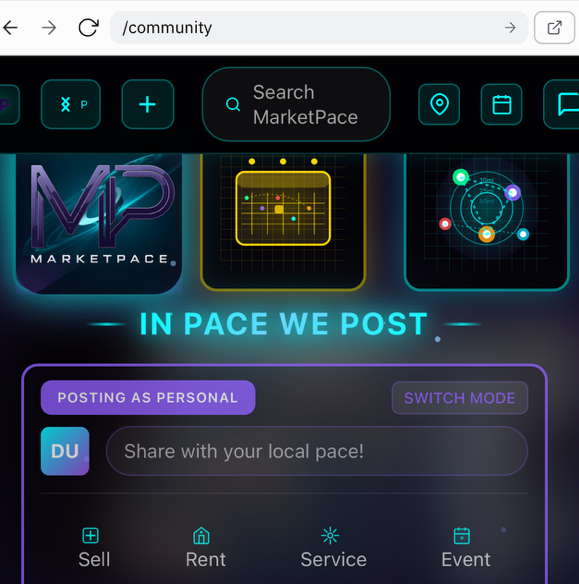 /community
P
Search
MarketPace
MP
MARKETPACE
10mi
IN PACE WE POST
POSTING AS PERSONAL
SWITCH MODE
DU
Share with your local pace!
Sell
Rent
Service
Event